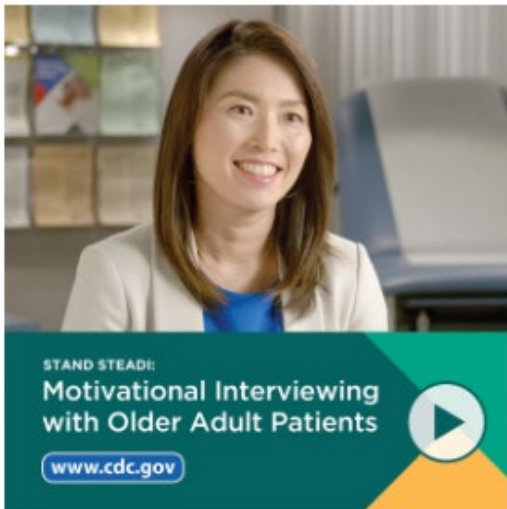 STAND STEADI:
Motivational Interviewing
with Older Adult Patients
www.cdc.gov